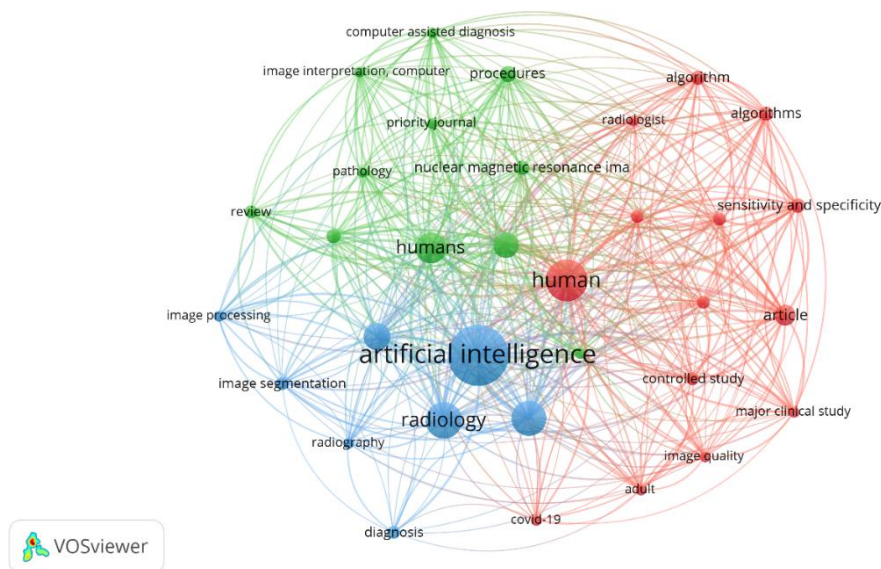 computer assisted diagnosis
image interpretation, computer
procedures
algorithm
priority journal
radiologist
algorithms
pathology
nuclear magnetic resonance ima
review
sensitivity and specificity
humans
human
image processing
article
artificial intelligence
image segmentation
controlled study
radiology
major clinical study
radiography
image quality
adult
covid-19
diagnosis
VOSviewer